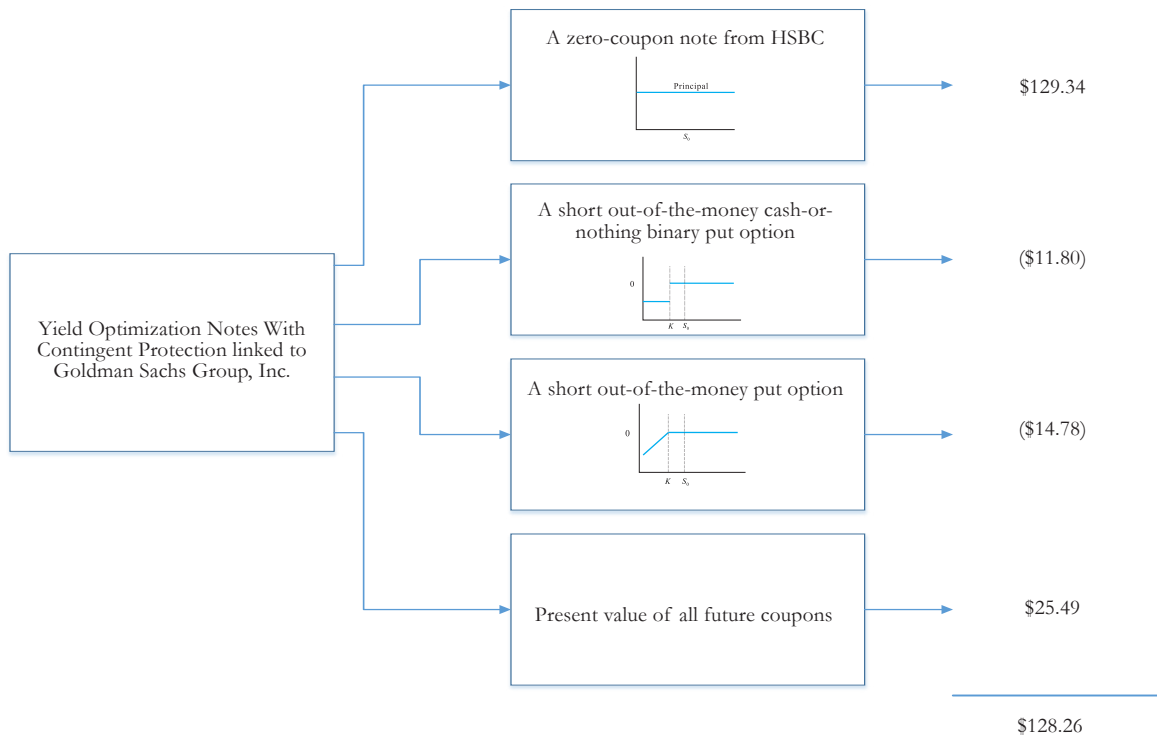 A zero-coupon note from HSBC
Principal
S₀
$129.34
A short out-of-the-money cash-or-
nothing binary put option
0
K S₀
($11.80)
Yield Optimization Notes With
Contingent Protection linked to
Goldman Sachs Group, Inc.
A short out-of-the-money put option
0
K S₀
($14.78)
Present value of all future coupons
$25.49
$128.26